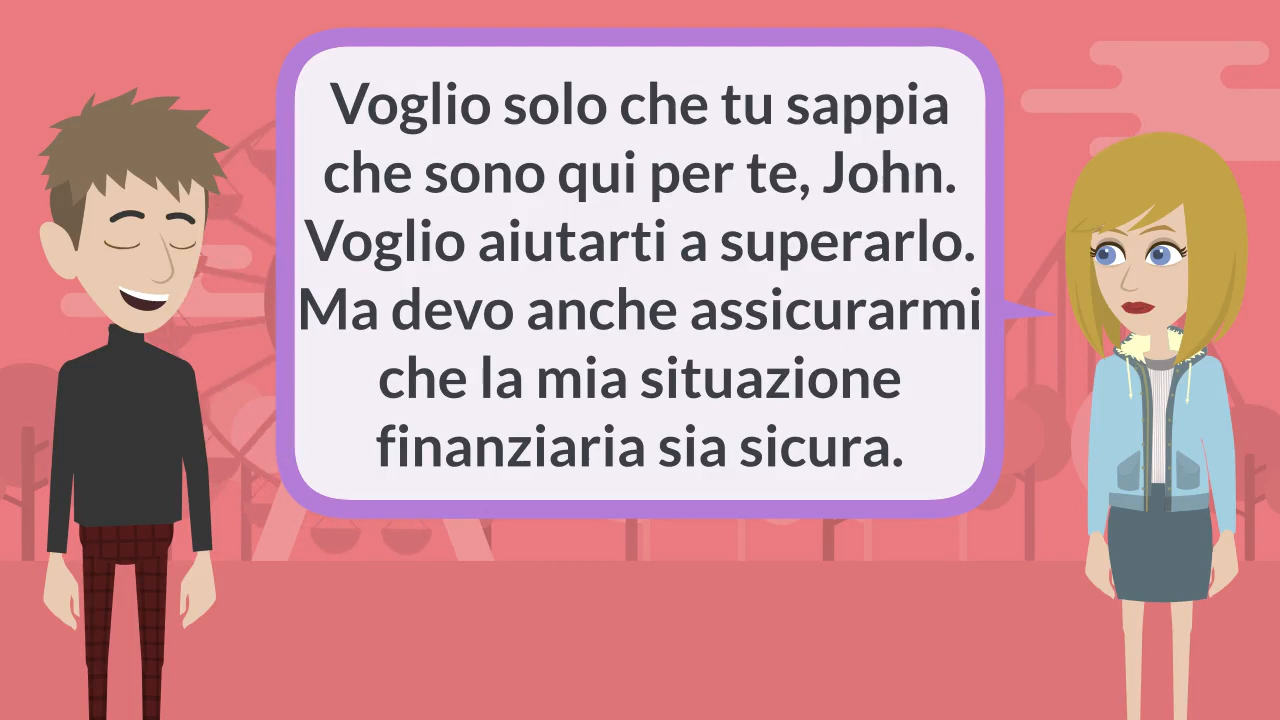 Voglio solo che tu sappia
che sono qui per te, John.
Voglio aiutarti a superarlo.
Ma devo anche assicurarmi
che la mia situazione
finanziaria sia sicura.